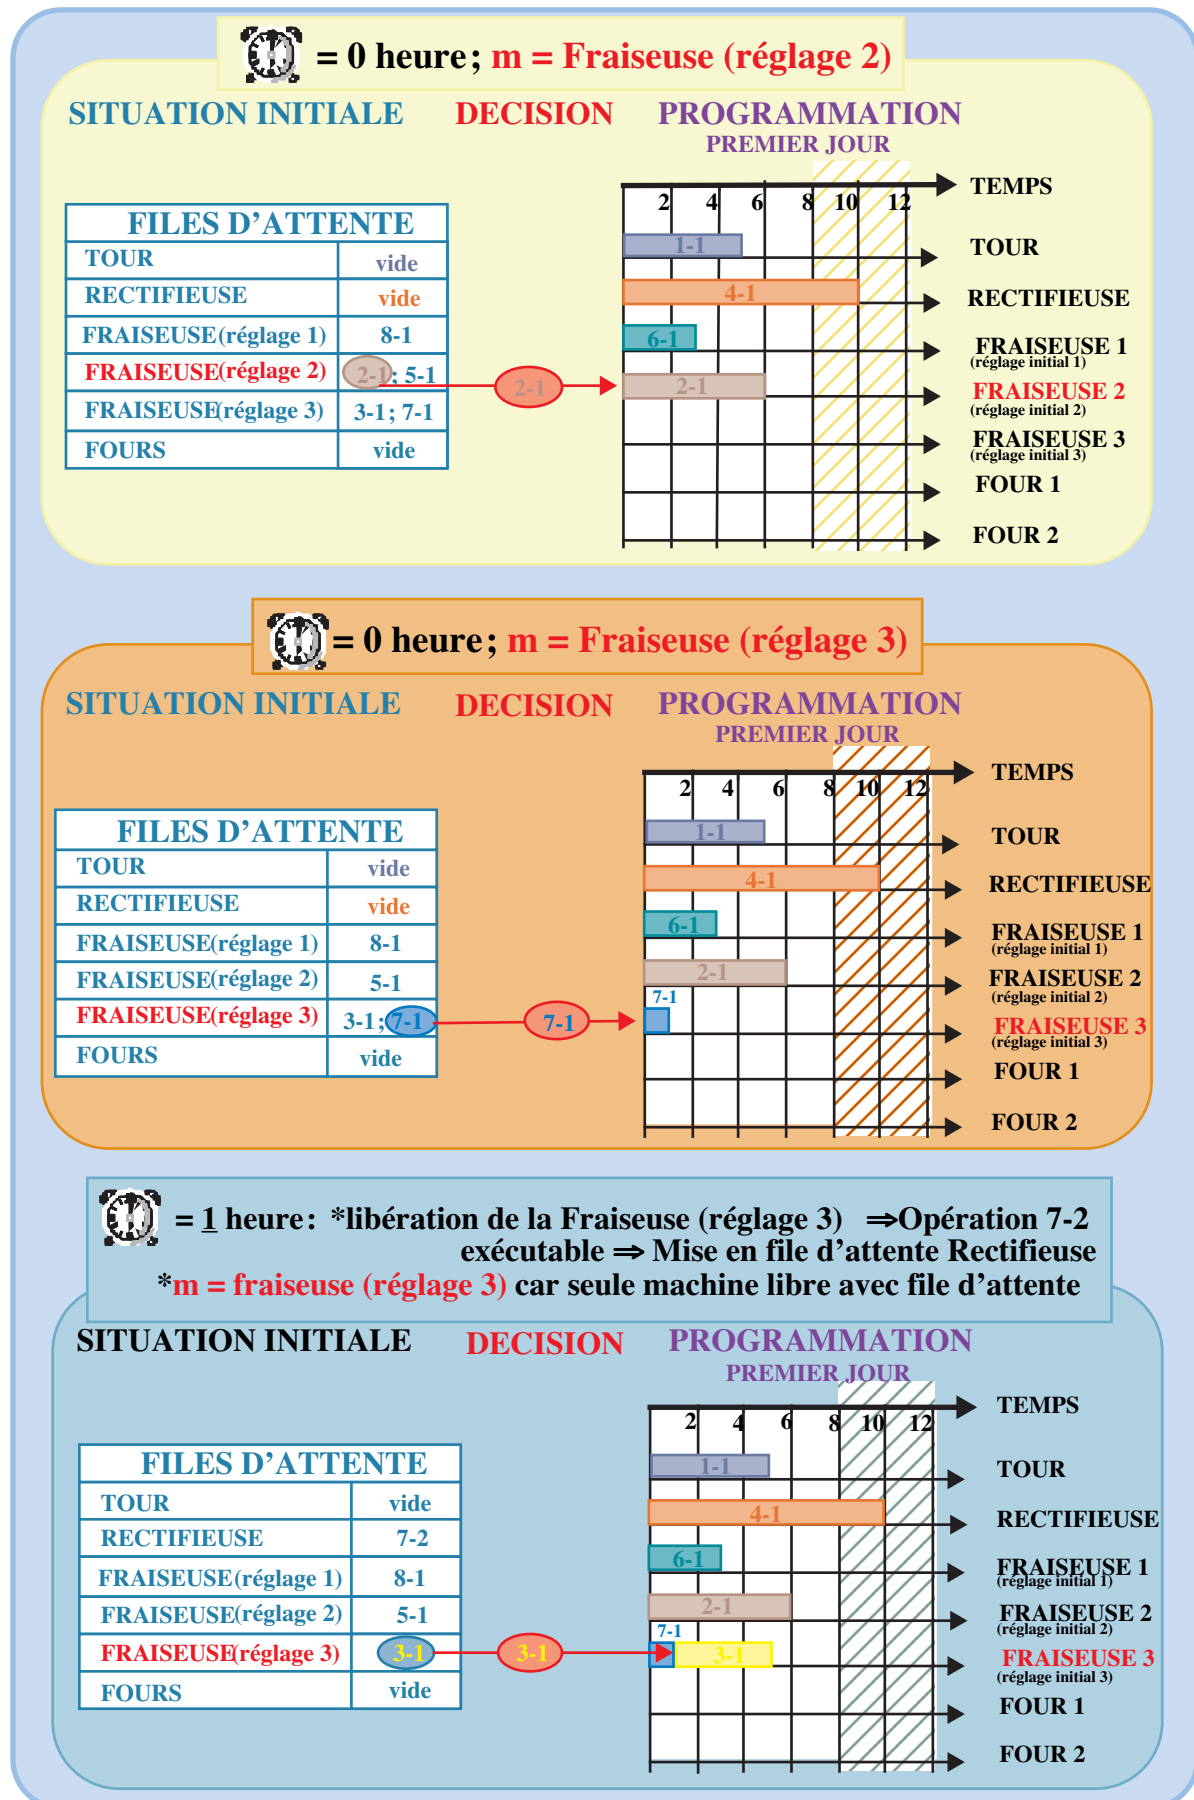 = 0 heure; m = Fraiseuse (réglage 2)
SITUATION INITIALE DECISION PROGRAMMATION
PREMIER JOUR
2 4 6 8 10 12 TEMPS
FILES D'ATTENTE
TOUR vide
RECTIFIEUSE vide
FRAISEUSE(réglage 1) 8-1
FRAISEUSE(réglage 2) 2-1; 5-1
FRAISEUSE(réglage 3) 3-1; 7-1
FOURS vide
2-1
1-1 TOUR
4-1 RECTIFIEUSE
6-1 FRAISEUSE 1
(réglage initial 1)
2-1 FRAISEUSE 2
(réglage initial 2)
FRAISEUSE 3
(réglage initial 3)
FOUR 1
FOUR 2
= 0 heure; m = Fraiseuse (réglage 3)
SITUATION INITIALE DECISION PROGRAMMATION
PREMIER JOUR
2 4 6 8 10 12 TEMPS
FILES D'ATTENTE
TOUR vide
RECTIFIEUSE vide
FRAISEUSE(réglage 1) 8-1
FRAISEUSE(réglage 2) 5-1
FRAISEUSE(réglage 3) 3-1; 7-1
FOURS vide
7-1
1-1 TOUR
4-1 RECTIFIEUSE
6-1 FRAISEUSE 1
(réglage initial 1)
2-1 FRAISEUSE 2
(réglage initial 2)
7-1 FRAISEUSE 3
(réglage initial 3)
FOUR 1
FOUR 2
= 1 heure: *libération de la Fraiseuse (réglage 3) ⇒Opération 7-2
exécutable ⇒ Mise en file d'attente Rectifieuse
*m = fraiseuse (réglage 3) car seule machine libre avec file d'attente
SITUATION INITIALE DECISION PROGRAMMATION
PREMIER JOUR
2 4 6 8 10 12 TEMPS
FILES D'ATTENTE
TOUR vide
RECTIFIEUSE 7-2
FRAISEUSE(réglage 1) 8-1
FRAISEUSE(réglage 2) 5-1
FRAISEUSE(réglage 3) 3-1
FOURS vide
3-1
1-1 TOUR
4-1 RECTIFIEUSE
6-1 FRAISEUSE 1
(réglage initial 1)
2-1 FRAISEUSE 2
(réglage initial 2)
7-1 3-1 FRAISEUSE 3
(réglage initial 3)
FOUR 1
FOUR 2